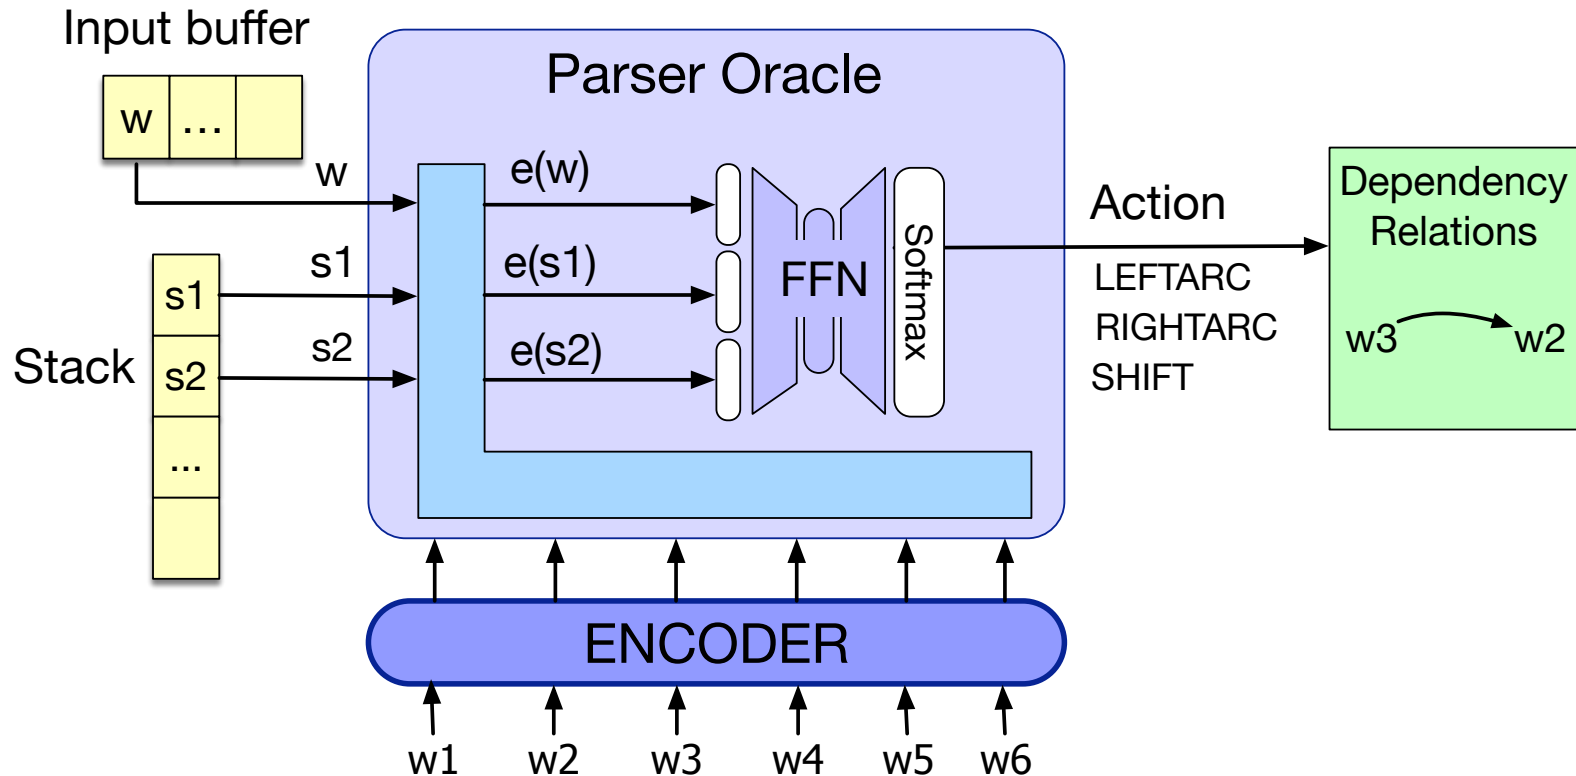 Input buffer
w
...
Parser Oracle
w
e(w)
s1
e(s1)
s2
e(s2)
Stack
s1
s2
...
FFN
Softmax
Action
LEFTARC
RIGHTARC
SHIFT
Dependency
Relations
w3
w2
ENCODER
w1
w2
w3
w4
w5
w6